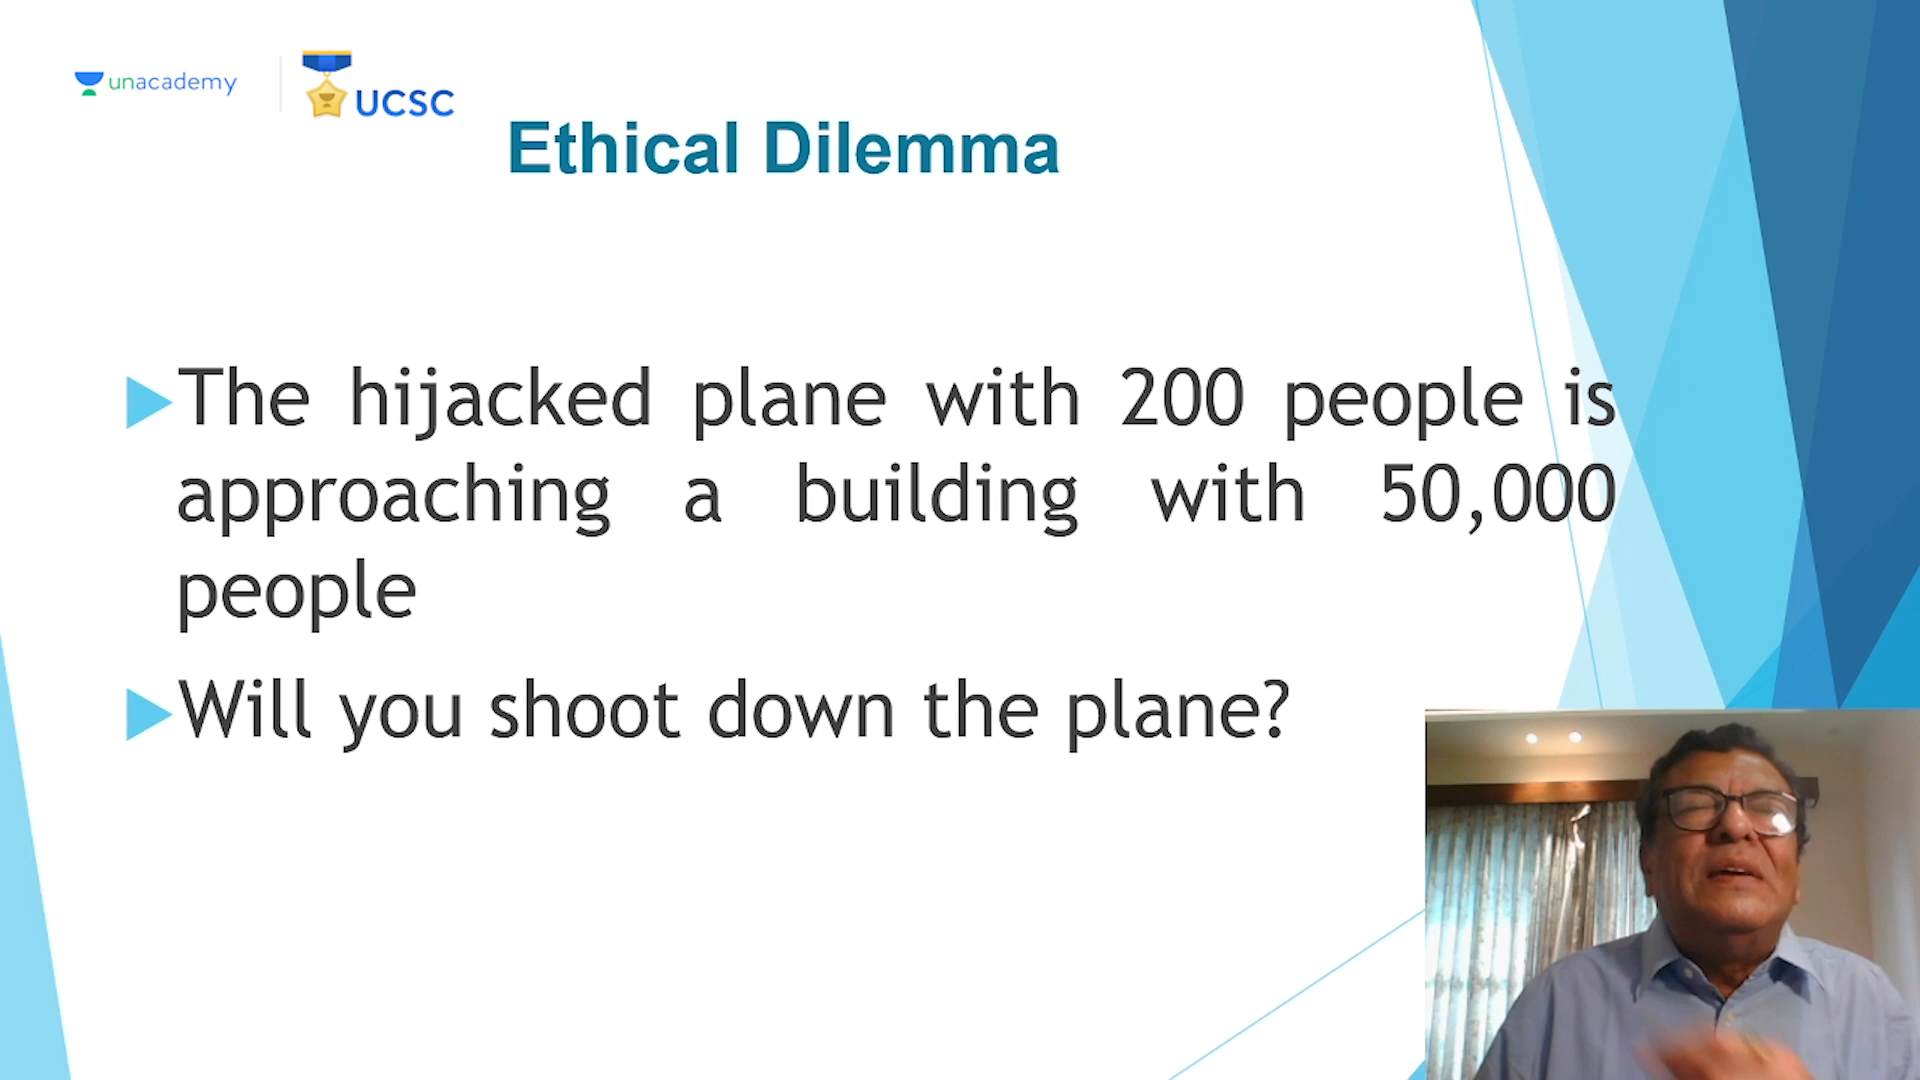 unacademy
UCSC
Ethical Dilemma
The hijacked plane with 200 people is
approaching a building with 50,000
people
Will you shoot down the plane?